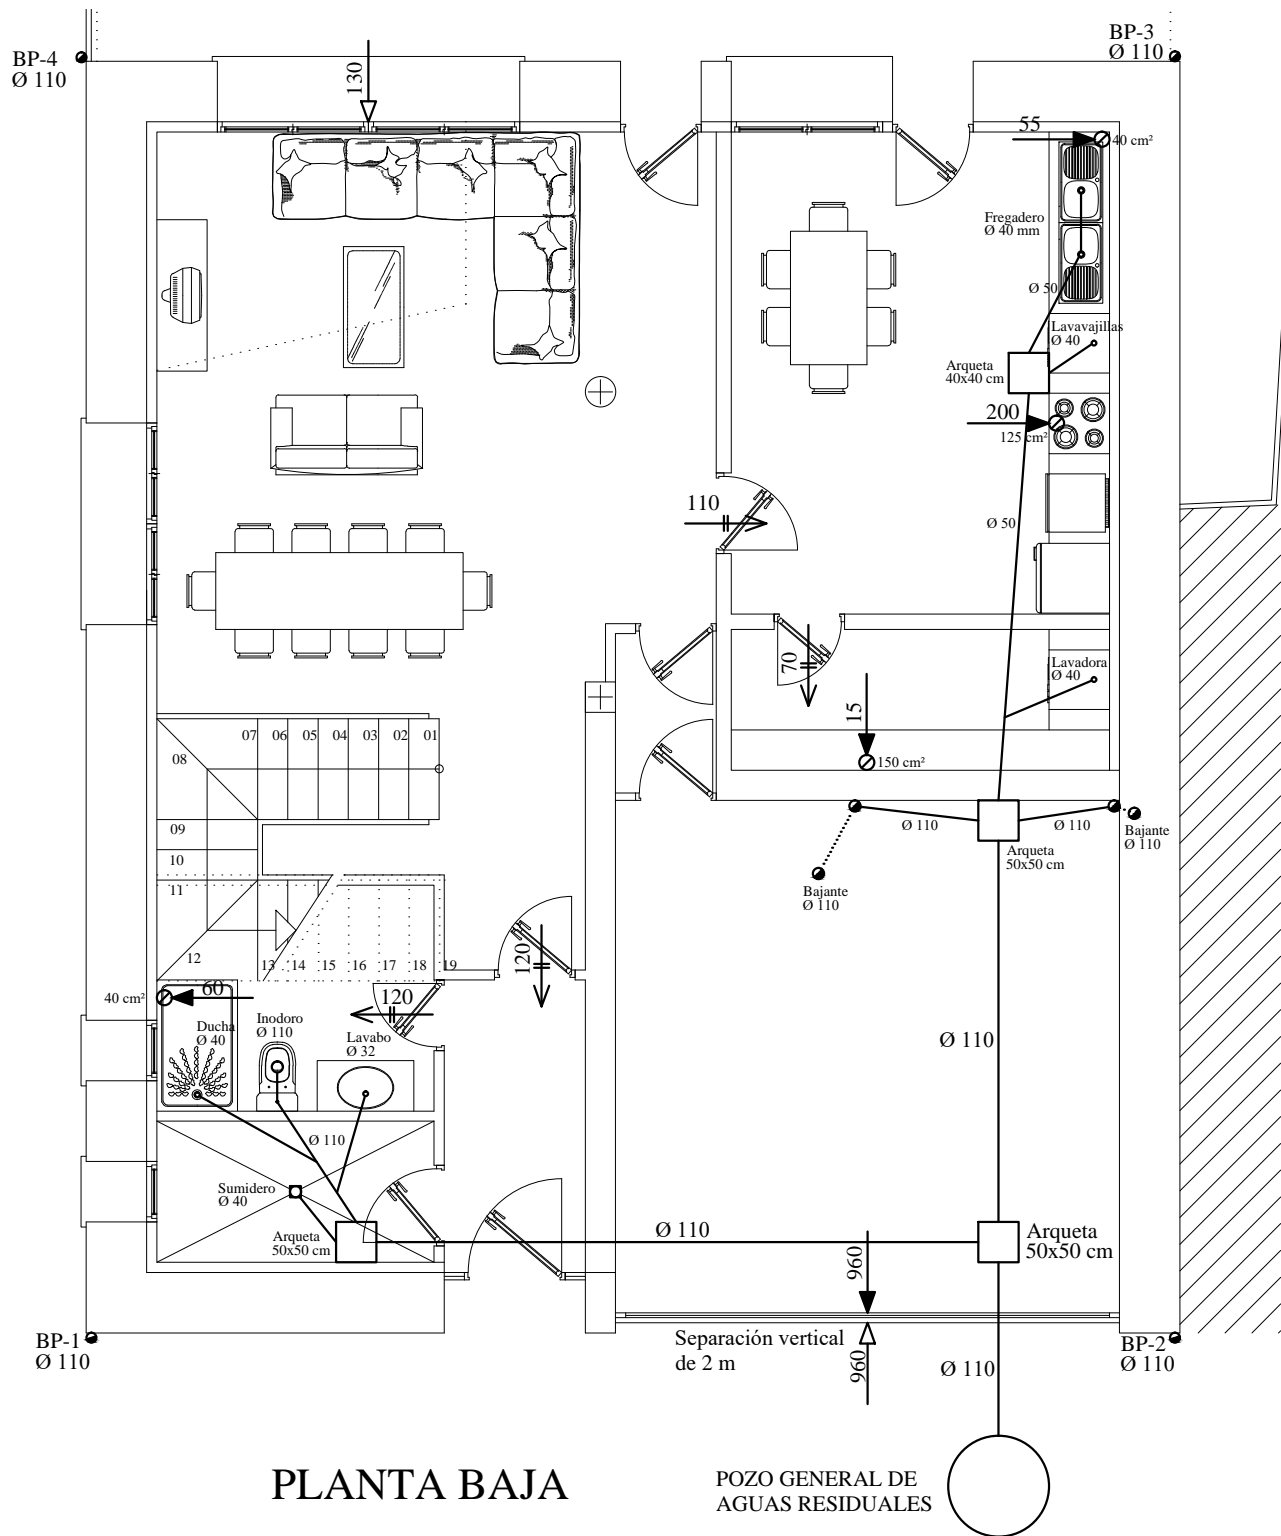 BP-4
Ø 110
130
BP-3
Ø 110
55
40 cm²
Fregadero
Ø 40 mm
Ø 50
Lavavajillas
Ø 40
Arqueta
40x40 cm
200
125 cm²
110
Ø 50
70
Lavadora
Ø 40
15
150 cm²
07
06
05
04
03
02
01
08
09
10
11
12
13
14
15
16
17
18
19
Ø 110
Ø 110
Arqueta
50x50 cm
Bajante
Ø 110
Bajante
Ø 110
120
40 cm²
60
120
Ducha
Ø 40
Inodoro
Ø 110
Lavabo
Ø 32
Ø 110
Ø 110
Sumidero
Ø 40
Arqueta
50x50 cm
Ø 110
Arqueta
50x50 cm
960
960
Separación vertical
de 2 m
Ø 110
BP-1
Ø 110
BP-2
Ø 110
PLANTA BAJA
POZO GENERAL DE
AGUAS RESIDUALES